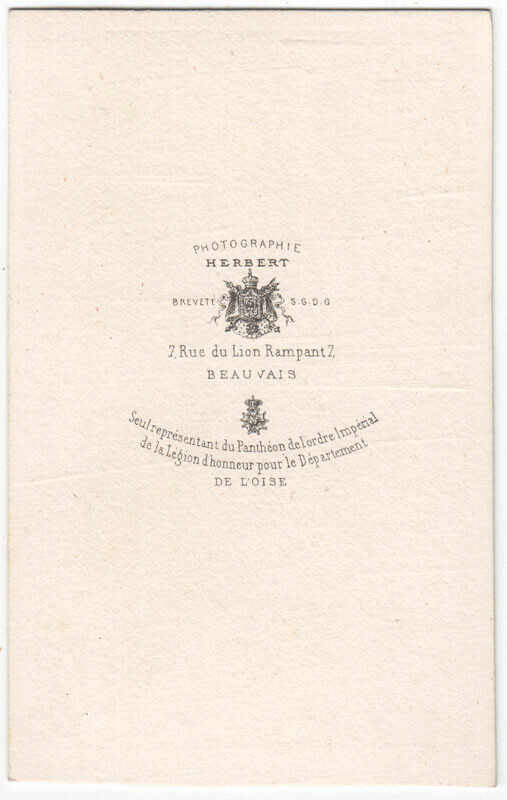 PHOTOGRAPHIE
HERBERT
BREVETÉ S.G.D.G
7, Rue du Lion Rampant 7,
BEAUVAIS
Seul représentant du Panthéon de l'ordre Impérial
de la Légion d'honneur pour le Département
DE L'OISE